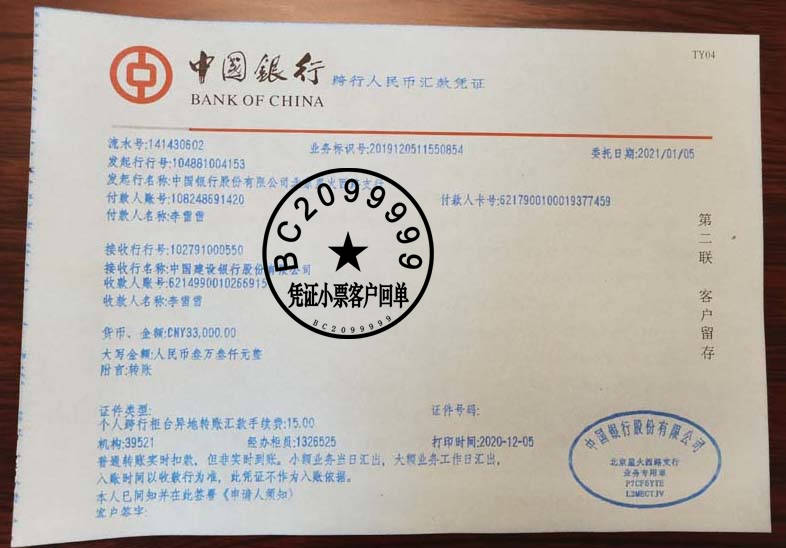 TY04
中国银行
BANK OF CHINA
跨行人民币汇款凭证
流水号:141430602 业务标识号:2019120511550854 委托日期:2021/01/05
发起行行号:104881004153
发起行名称:中国银行股份有限公司
付款人账号:108248691420 付款人卡号:6217900100019377459
付款人名称:李雷雷
接收行行号:102791000550
接收行名称:中国建设银行股份有限公司
收款人账号:6214990010266915
收款人名称:李雷雷
货币、金额:CNY33,000.00
大写金额:人民币叁万叁仟元整
附言:转账
证件类型: 证件号码:
个人跨行柜台异地转账汇款手续费:15.00
机构:39521 经办柜员:1326525 打印时间:2020-12-05
普通转账实时扣款，但非实时到账。小额业务当日汇出，大额业务工作日汇出，
入账时间以收款行为准，此凭证不作为入账依据。
本人已阅知并在此签署《申请人须知》
客户签字:
第二联 客户留存
BC2099999
凭证小票客户回单
BC2099999
中国银行股份有限公司
北京星火西路支行
业务专用章
P7CF5YTE
L2MECTJV